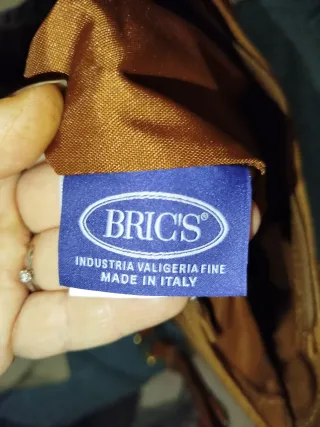 BRIC'S®
INDUSTRIA VALIGERIA FINE
MADE IN ITALY